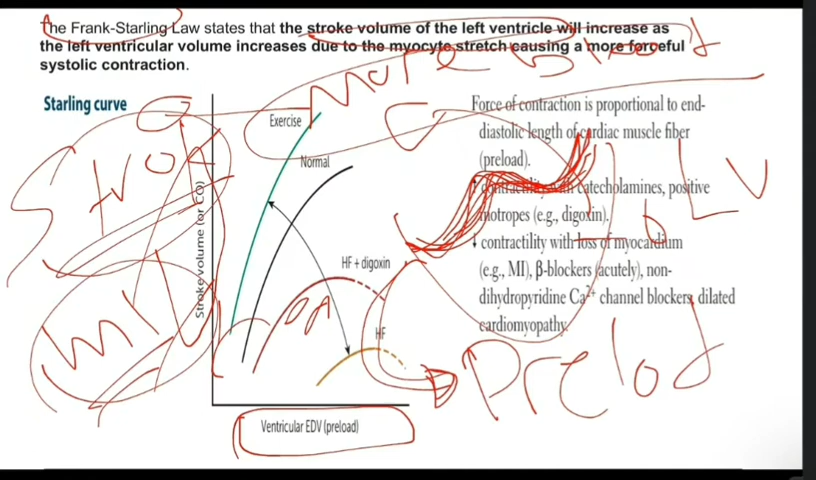 The Frank-Starling Law states that the stroke volume of the left ventricle will increase as
the left ventricular volume increases due to the myocyte stretch causing a more forceful
systolic contraction.
More blood
Starling curve
Exercise
Normal
HF + digoxin
HF
Stroke volume (or CO)
Ventricular EDV (preload)
Force of contraction is proportional to end-
diastolic length of cardiac muscle fiber
(preload).
contractility with catecholamines, positive
inotropes (e.g., digoxin).
↓ contractility with loss of myocardium
(e.g., MI), β-blockers (acutely), non-
dihydropyridine Ca²⁺ channel blockers, dilated
cardiomyopathy.
LV
Prelod